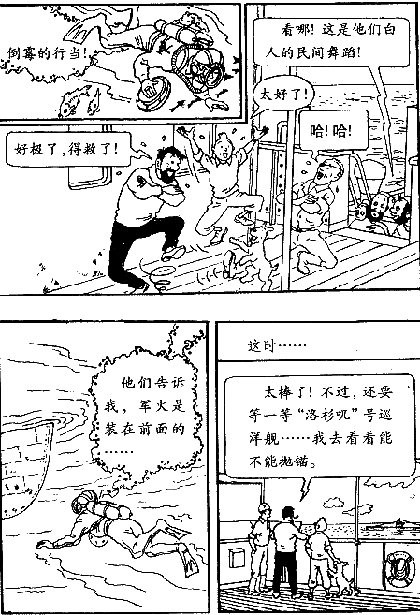 倒霉的行当!
看哪! 这是他们白
人的民间舞蹈!
太好了!
好极了,得救了!
哈! 哈!
他们告诉
我, 军火是
装在前面的
……
这时……
太棒了! 不过, 还要
等一等“洛杉矶”号巡
洋舰……我去看看能
不能抛锚。